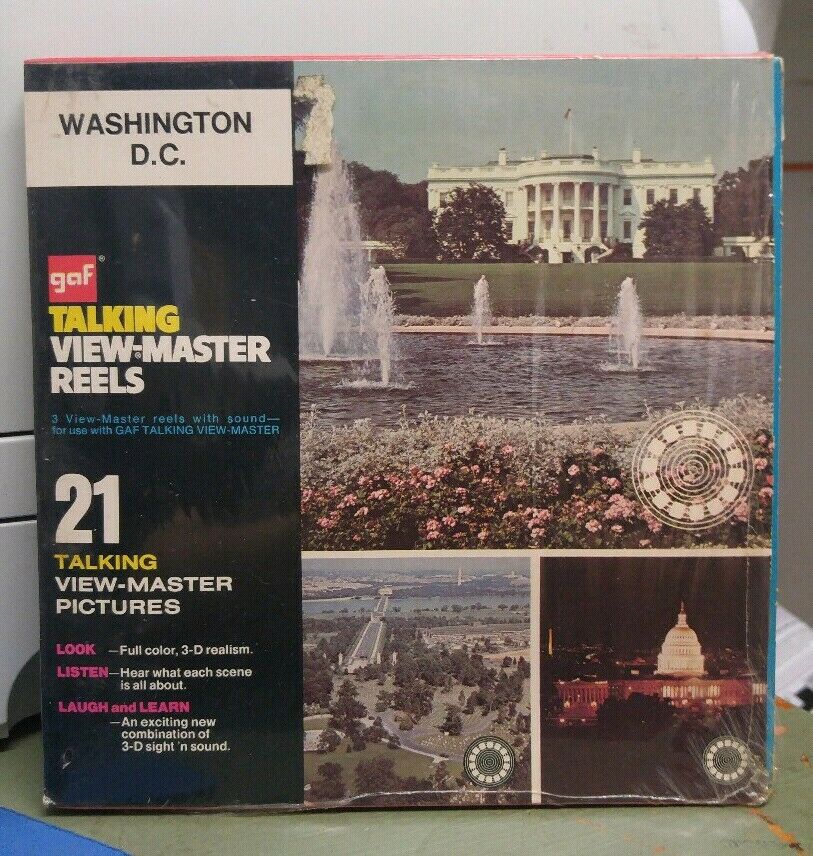 WASHINGTON
D.C.
gaf®
TALKING
VIEW-MASTER®
REELS
3 View-Master reels with sound—
for use with GAF TALKING VIEW-MASTER
21
TALKING
VIEW-MASTER
PICTURES
LOOK —Full color, 3-D realism.
LISTEN—Hear what each scene
is all about.
LAUGH and LEARN
—An exciting new
combination of
3-D sight 'n sound.